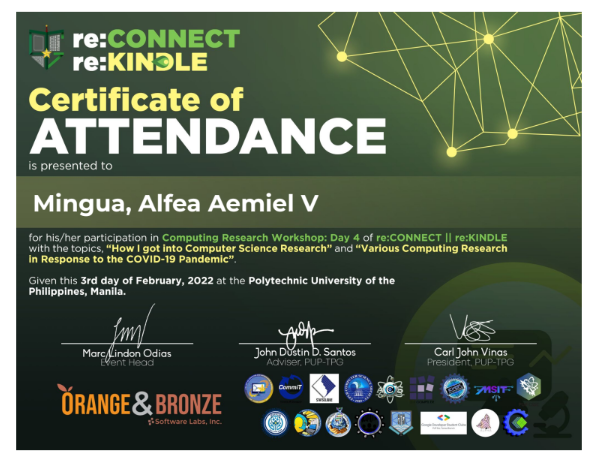 re:CONNECT
re:KINDLE
Certificate of
ATTENDANCE
is presented to
Mingua, Alfea Aemiel V
for his/her participation in Computing Research Workshop: Day 4 of re:CONNECT || re:KINDLE
with the topics, “How I got into Computer Science Research” and “Various Computing Research
in Response to the COVID-19 Pandemic”.
Given this 3rd day of February, 2022 at the Polytechnic University of the
Philippines, Manila.
Marc Lindon Odias
Event Head
John Dustin D. Santos
Adviser, PUP-TPG
Carl John Vinas
President, PUP-TPG
ORANGE & BRONZE
Software Labs, Inc.
CommiT